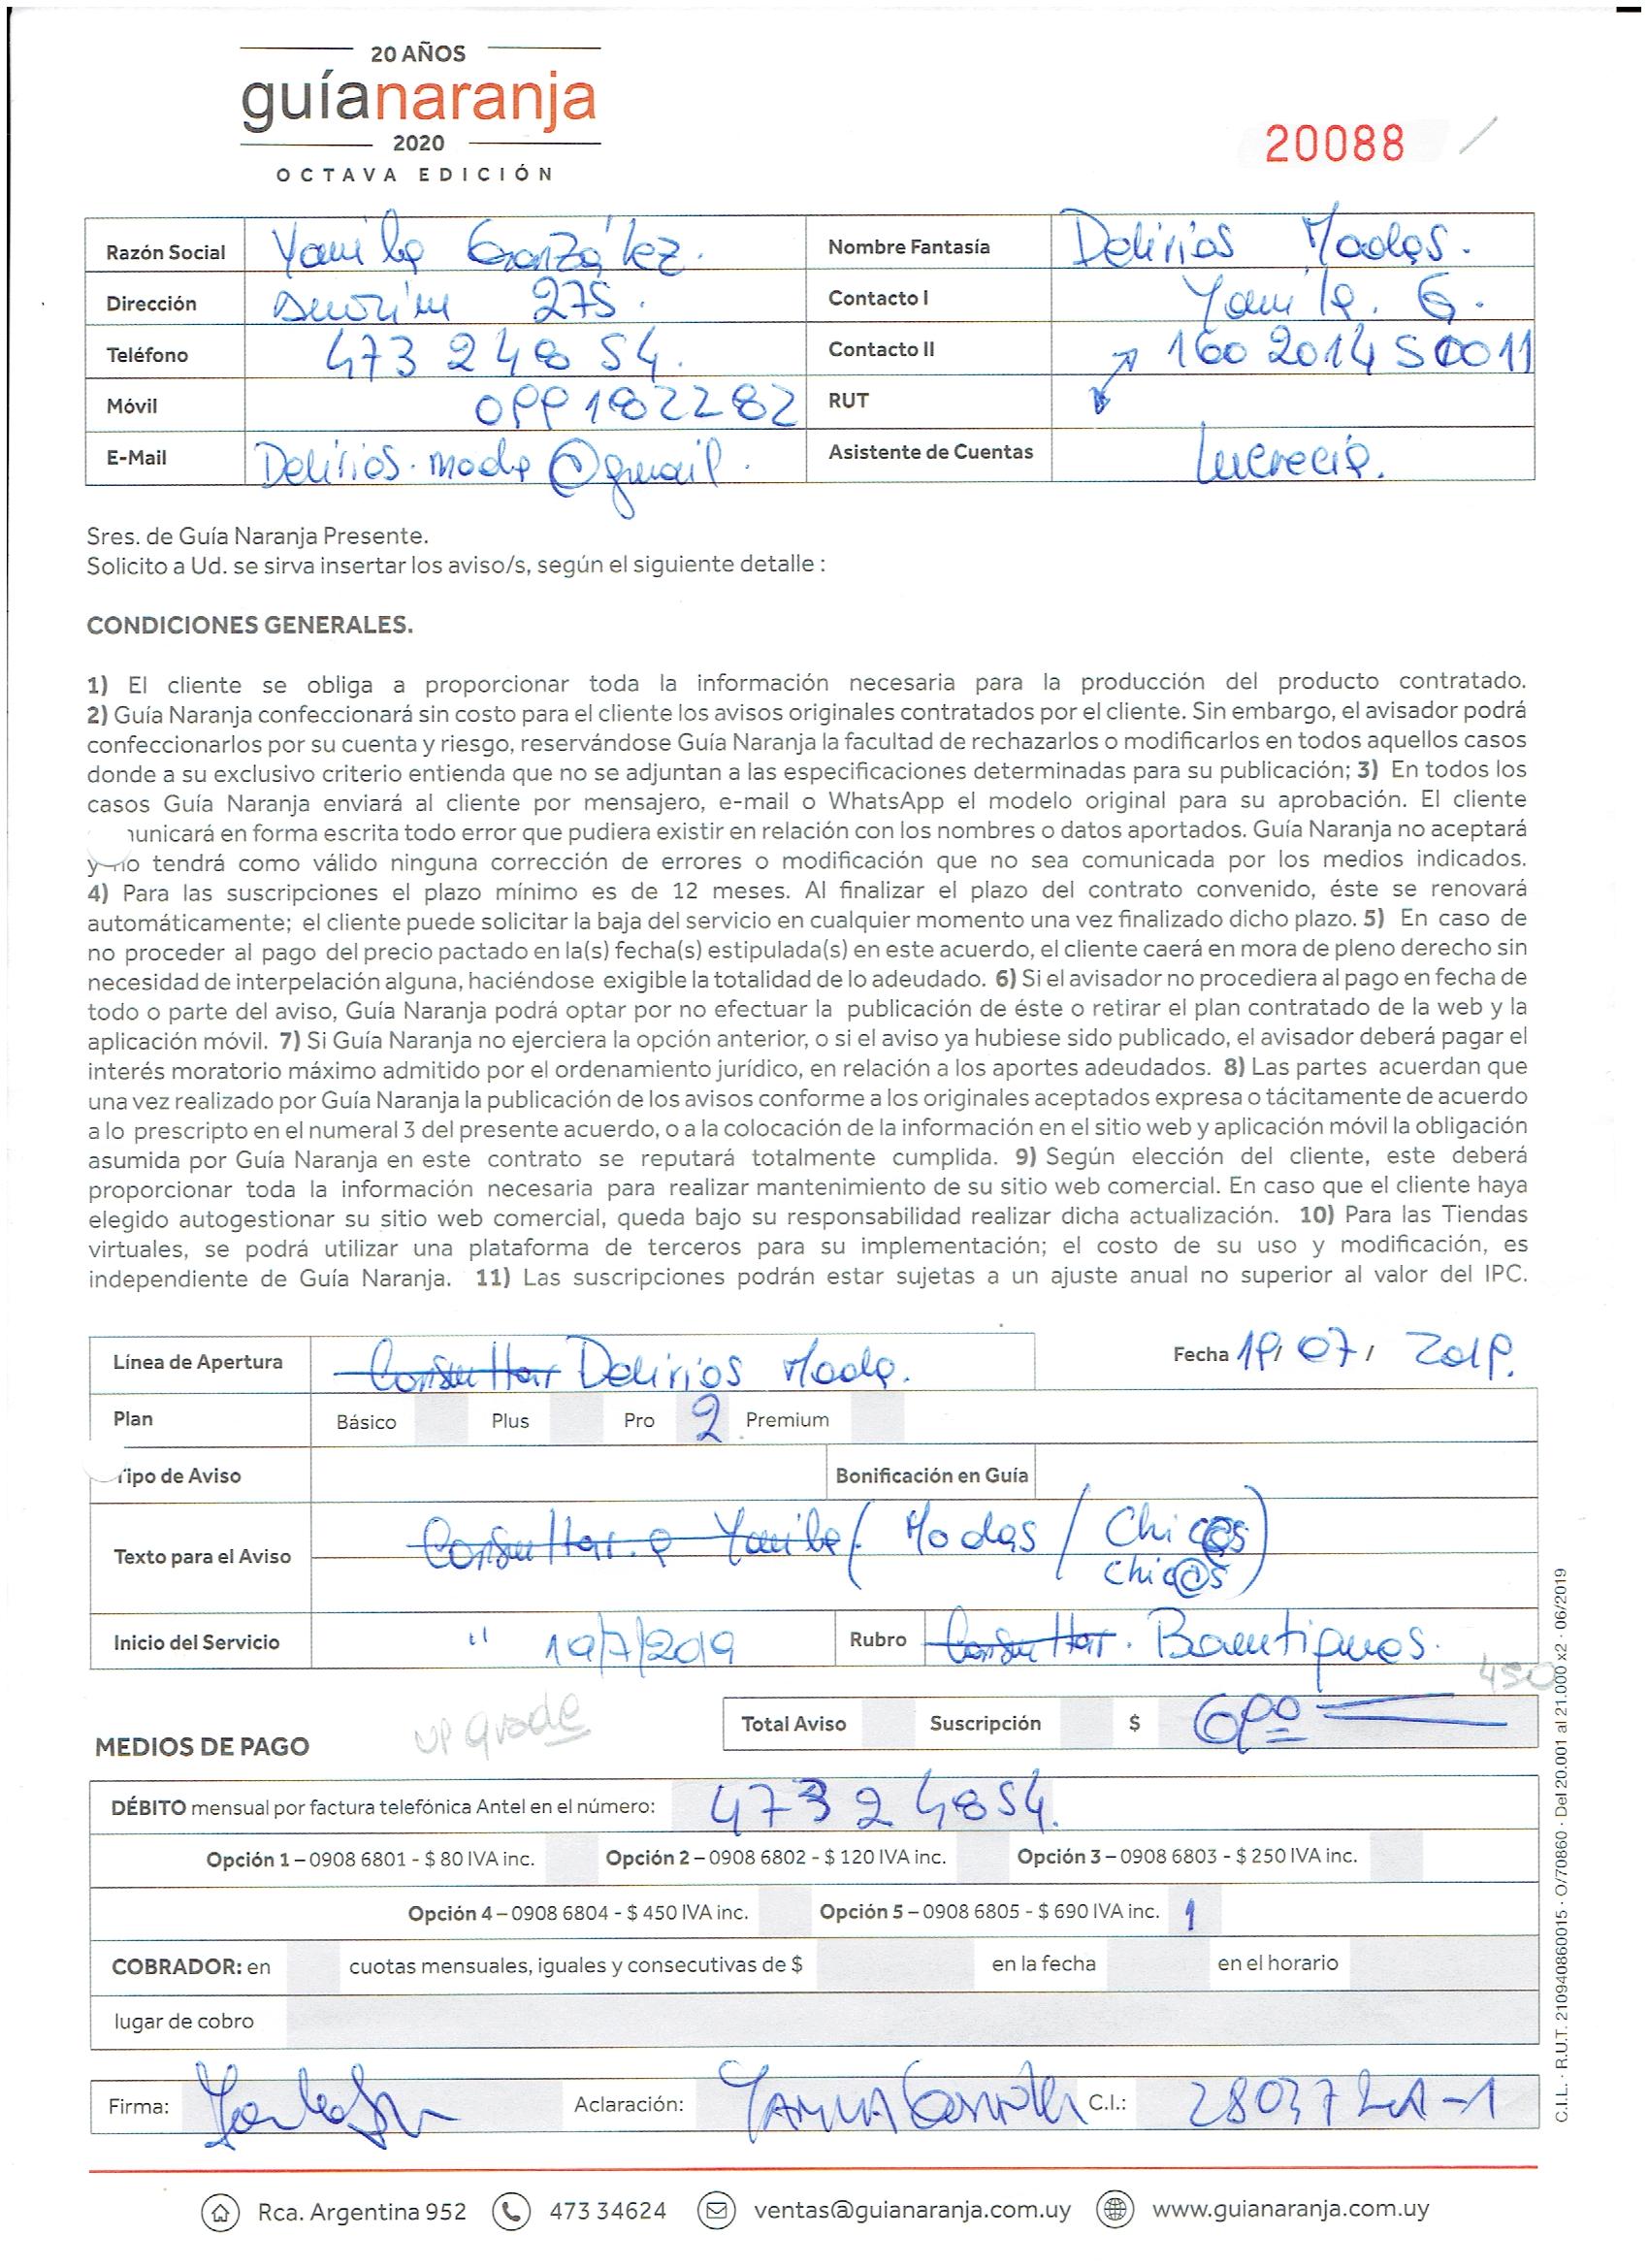 20 AÑOS
guíanaranja
2020
OCTAVA EDICIÓN
20088
Razón Social Yamila González. Nombre Fantasía Delirios Modas.
Dirección Amorím 275. Contacto I Yamila. G.
Teléfono 473 248 54. Contacto II 160 2014 5 0011
Móvil 099182282 RUT
E-Mail Delirios.moda@gmail. Asistente de Cuentas Lucrecia.
Sres. de Guía Naranja Presente.
Solicito a Ud. se sirva insertar los aviso/s, según el siguiente detalle :
CONDICIONES GENERALES.
1) El cliente se obliga a proporcionar toda la información necesaria para la producción del producto contratado.
2) Guía Naranja confeccionará sin costo para el cliente los avisos originales contratados por el cliente. Sin embargo, el avisador podrá
confeccionarlos por su cuenta y riesgo, reservándose Guía Naranja la facultad de rechazarlos o modificarlos en todos aquellos casos
donde a su exclusivo criterio entienda que no se adjuntan a las especificaciones determinadas para su publicación; 3) En todos los
casos Guía Naranja enviará al cliente por mensajero, e-mail o WhatsApp el modelo original para su aprobación. El cliente
unicará en forma escrita todo error que pudiera existir en relación con los nombres o datos aportados. Guía Naranja no aceptará
y no tendrá como válido ninguna corrección de errores o modificación que no sea comunicada por los medios indicados.
4) Para las suscripciones el plazo mínimo es de 12 meses. Al finalizar el plazo del contrato convenido, éste se renovará
automáticamente; el cliente puede solicitar la baja del servicio en cualquier momento una vez finalizado dicho plazo. 5) En caso de
no proceder al pago del precio pactado en la(s) fecha(s) estipulada(s) en este acuerdo, el cliente caerá en mora de pleno derecho sin
necesidad de interpelación alguna, haciéndose exigible la totalidad de lo adeudado. 6) Si el avisador no procediera al pago en fecha de
todo o parte del aviso, Guía Naranja podrá optar por no efectuar la publicación de éste o retirar el plan contratado de la web y la
aplicación móvil. 7) Si Guía Naranja no ejerciera la opción anterior, o si el aviso ya hubiese sido publicado, el avisador deberá pagar el
interés moratorio máximo admitido por el ordenamiento jurídico, en relación a los aportes adeudados. 8) Las partes acuerdan que
una vez realizado por Guía Naranja la publicación de los avisos conforme a los originales aceptados expresa o tácitamente de acuerdo
a lo prescripto en el numeral 3 del presente acuerdo, o a la colocación de la información en el sitio web y aplicación móvil la obligación
asumida por Guía Naranja en este contrato se reputará totalmente cumplida. 9) Según elección del cliente, este deberá
proporcionar toda la información necesaria para realizar mantenimiento de su sitio web comercial. En caso que el cliente haya
elegido autogestionar su sitio web comercial, queda bajo su responsabilidad realizar dicha actualización. 10) Para las Tiendas
virtuales, se podrá utilizar una plataforma de terceros para su implementación; el costo de su uso y modificación, es
independiente de Guía Naranja. 11) Las suscripciones podrán estar sujetas a un ajuste anual no superior al valor del IPC.
Línea de Apertura Consultar Delirios Moda. Fecha 19/ 07 / 2019.
Plan Básico Plus Pro 2 Premium
Tipo de Aviso Bonificación en Guía
Texto para el Aviso Consultar a Yamila ( Modas / Chic@s
Chic@s )
Inicio del Servicio " 19/7/2019 Rubro Consultar. Boutiques.
450
upgrade
Total Aviso Suscripción $ 690
MEDIOS DE PAGO
DÉBITO mensual por factura telefónica Antel en el número: 473 2 4854.
Opción 1 – 0908 6801 - $ 80 IVA inc. Opción 2 – 0908 6802 - $ 120 IVA inc. Opción 3 – 0908 6803 - $ 250 IVA inc.
Opción 4 – 0908 6804 - $ 450 IVA inc. Opción 5 – 0908 6805 - $ 690 IVA inc. 1
COBRADOR: en cuotas mensuales, iguales y consecutivas de $ en la fecha en el horario
lugar de cobro
Firma: Aclaración: C.I.:
C.I.L. · R.U.T. 210940860015 · O/70860 · Del 20.001 al 21.000 x2 · 06/2019
Rca. Argentina 952 473 34624 ventas@guianaranja.com.uy www.guianaranja.com.uy